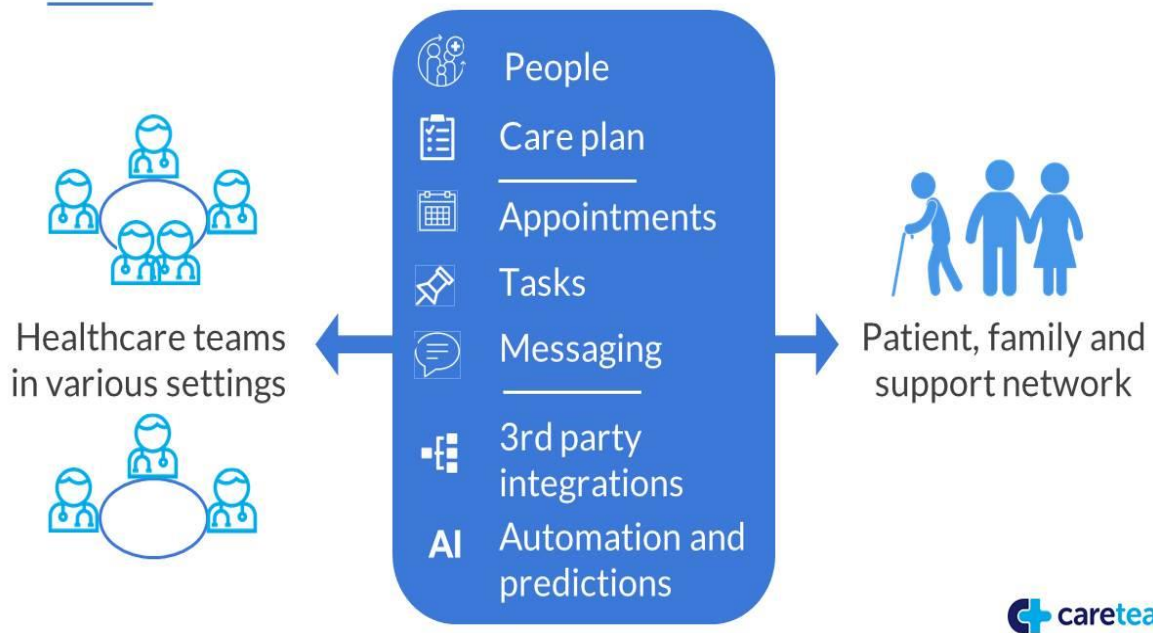 People
Care plan
Appointments
Tasks
Messaging
3rd party
integrations
AI
Automation and
predictions
Healthcare teams
in various settings
Patient, family and
support network
caretea